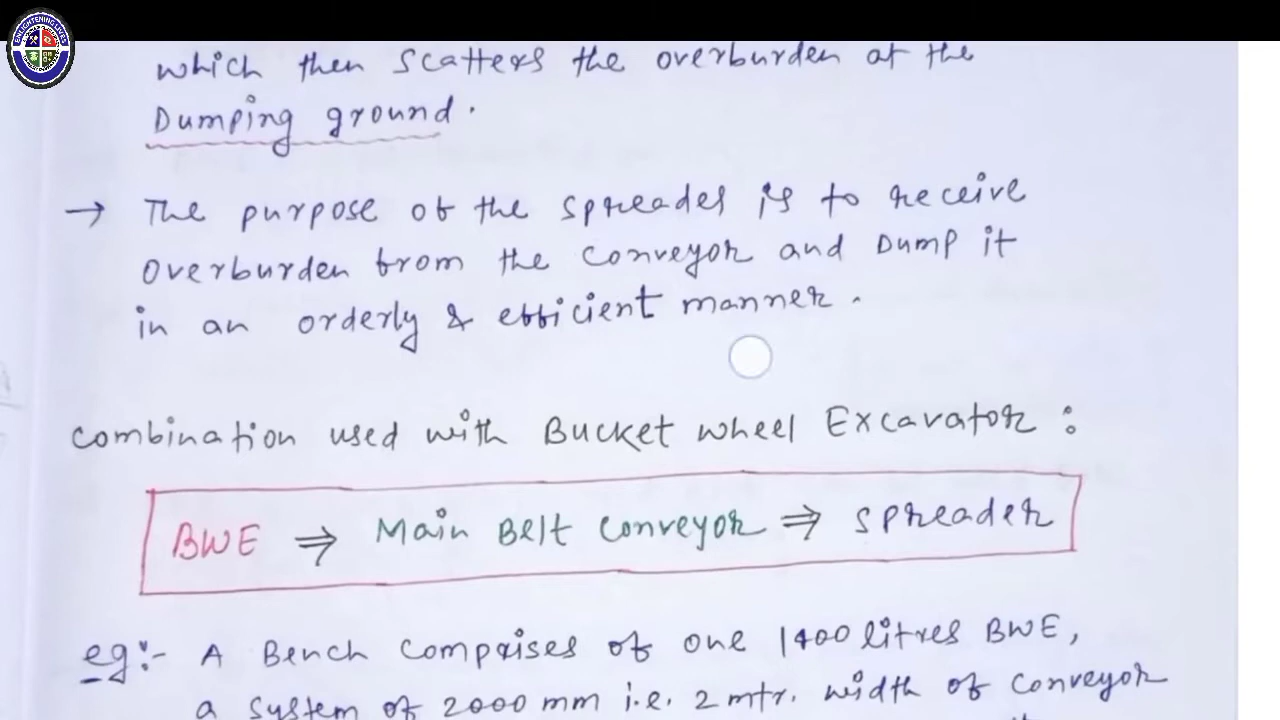 ENLIGHTENING LIVES
which then scatters the overburden at the
Dumping ground.
→ The purpose of the spreader is to receive
overburden from the conveyor and Dump it
in an orderly & efficient manner.
Combination used with Bucket wheel Excavator :
BWE ⇒ Main Belt Conveyor ⇒ Spreader
eg:- A Bench comprises of one 1400 litres BWE,
a system of 2000 mm i.e. 2 mtr. width of conveyor